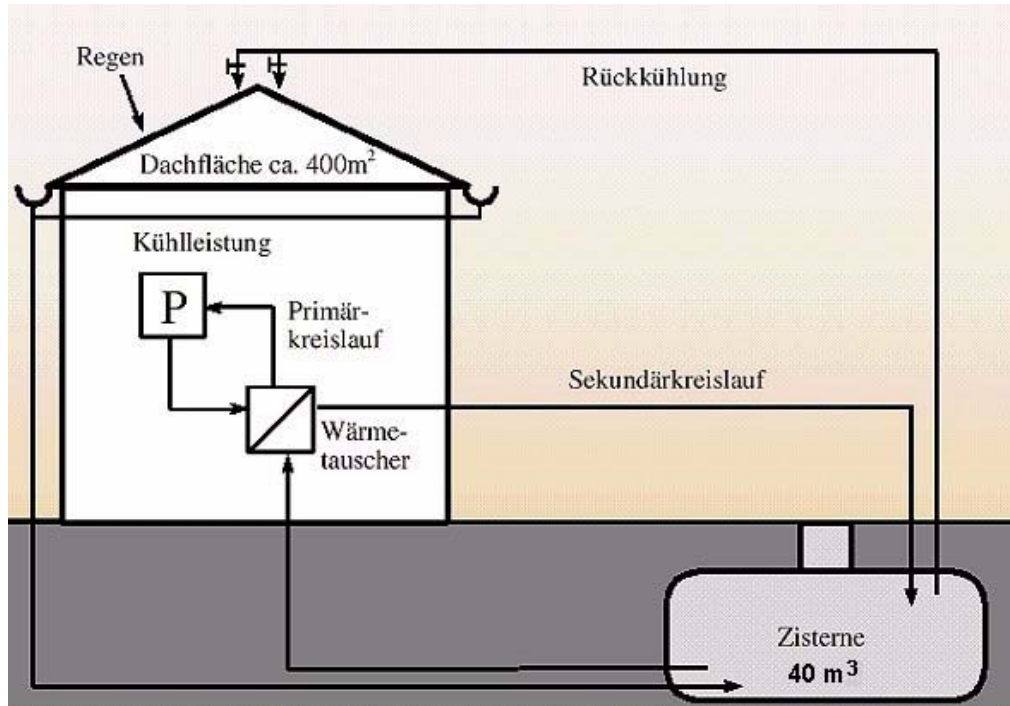 Regen
Rückkühlung
Dachfläche ca. 400m²
Kühlleistung
P
Primär-
kreislauf
Sekundärkreislauf
Wärme-
tauscher
Zisterne
40 m³